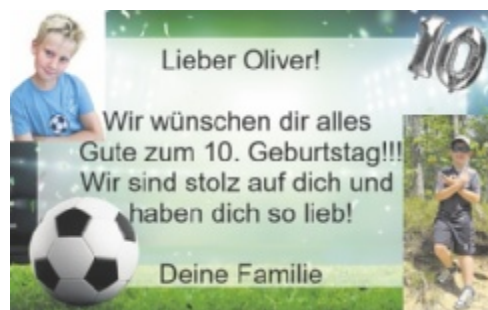 10
Lieber Oliver!
Wir wünschen dir alles
Gute zum 10. Geburtstag!!!
Wir sind stolz auf dich und
haben dich so lieb!
Deine Familie